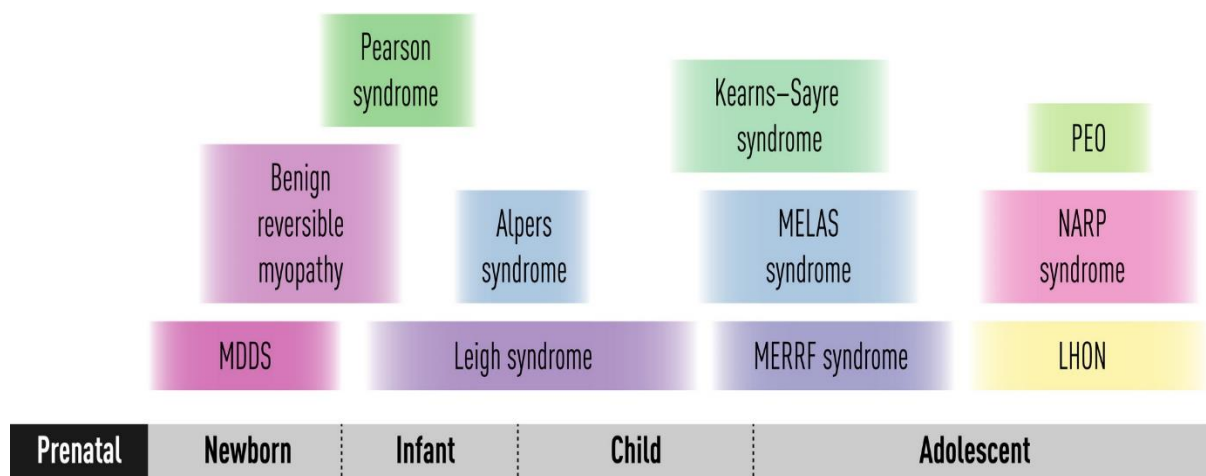 Pearson
syndrome
Kearns–Sayre
syndrome
PEO
Benign
reversible
myopathy
Alpers
syndrome
MELAS
syndrome
NARP
syndrome
MDDS
Leigh syndrome
MERRF syndrome
LHON
Prenatal
Newborn
Infant
Child
Adolescent